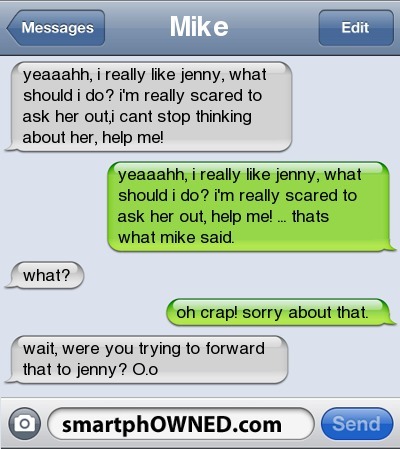 Messages
Mike
Edit
yeaaahh, i really like jenny, what
should i do? i'm really scared to
ask her out,i cant stop thinking
about her, help me!
yeaaahh, i really like jenny, what
should i do? i'm really scared to
ask her out, help me! ... thats
what mike said.
what?
oh crap! sorry about that.
wait, were you trying to forward
that to jenny? O.o
smartphOWNED.com
Send